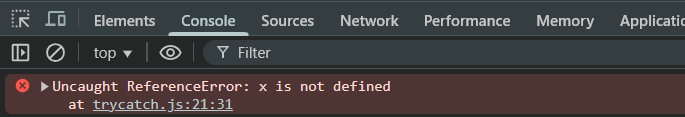 Elements Console Sources Network Performance Memory Applicatio
top Filter
Uncaught ReferenceError: x is not defined
at trycatch.js:21:31